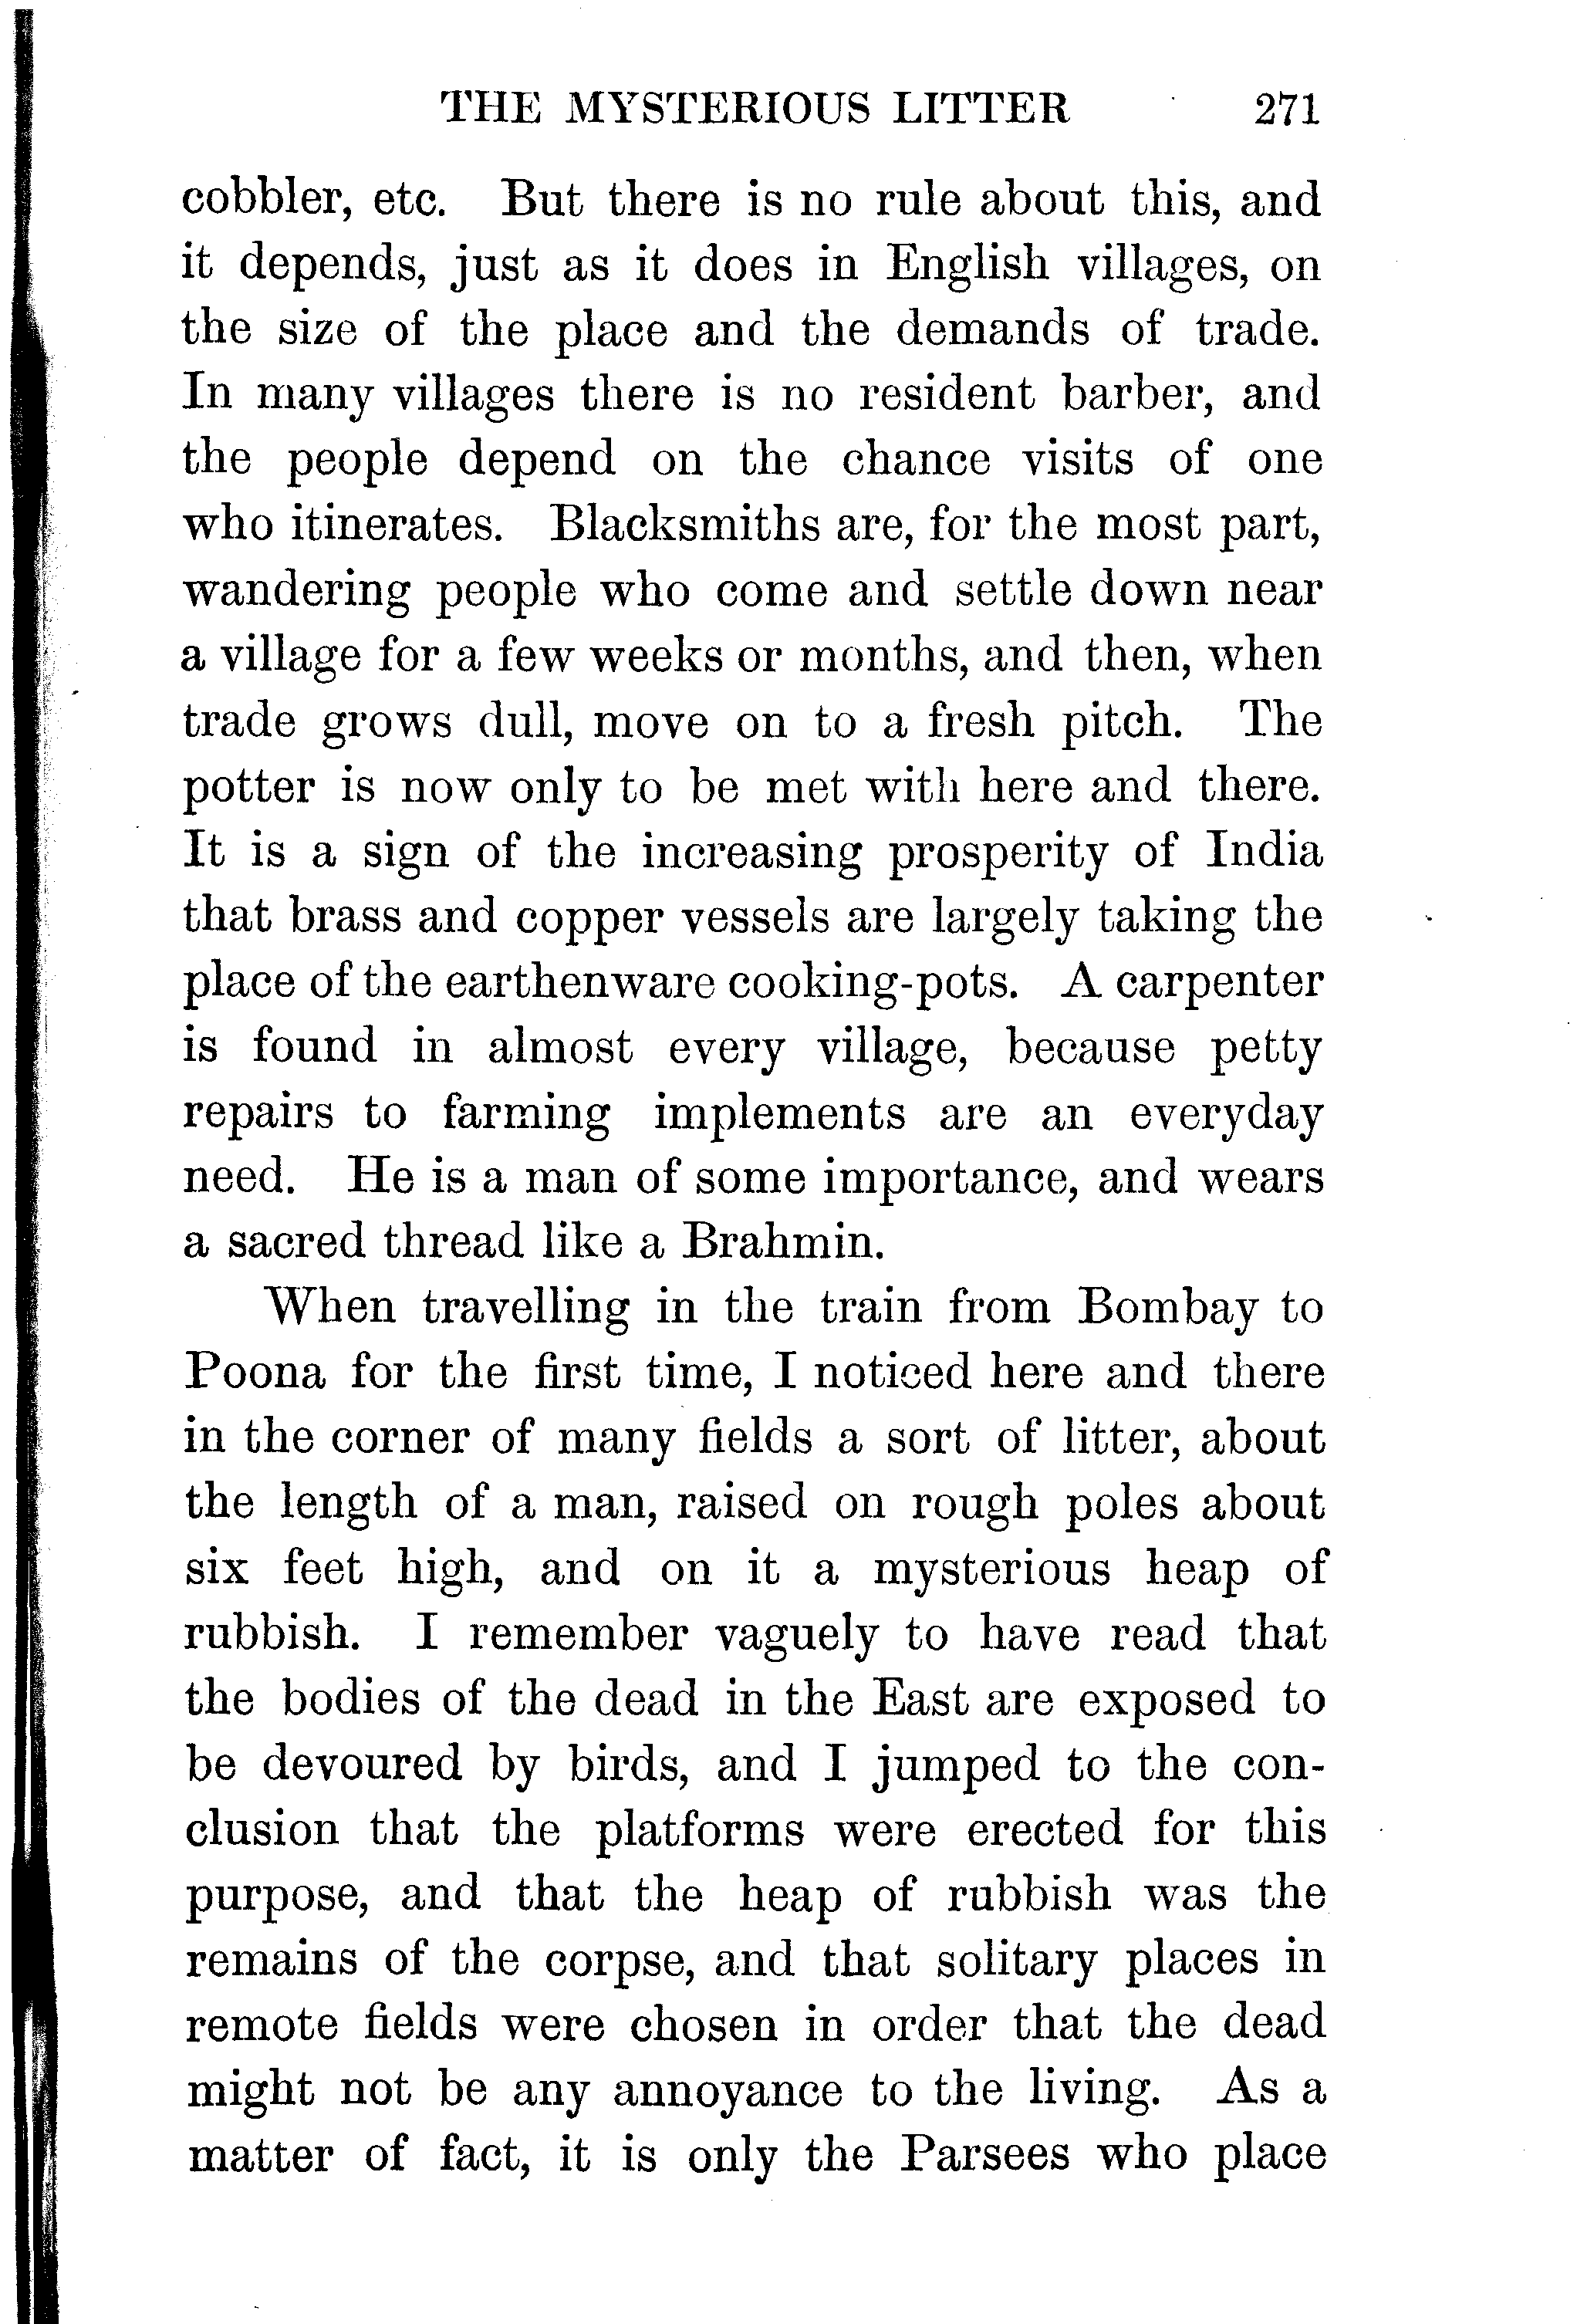 THE MYSTERIOUS LITTER 271
cobbler, etc. But there is no rule about this, and
it depends, just as it does in English villages, on
the size of the place and the demands of trade.
In many villages there is no resident barber, and
the people depend on the chance visits of one
who itinerates. Blacksmiths are, for the most part,
wandering people who come and settle down near
a village for a few weeks or months, and then, when
trade grows dull, move on to a fresh pitch. The
potter is now only to be met with here and there.
It is a sign of the increasing prosperity of India
that brass and copper vessels are largely taking the
place of the earthenware cooking-pots. A carpenter
is found in almost every village, because petty
repairs to farming implements are an everyday
need. He is a man of some importance, and wears
a sacred thread like a Brahmin.
When travelling in the train from Bombay to
Poona for the first time, I noticed here and there
in the corner of many fields a sort of litter, about
the length of a man, raised on rough poles about
six feet high, and on it a mysterious heap of
rubbish. I remember vaguely to have read that
the bodies of the dead in the East are exposed to
be devoured by birds, and I jumped to the con-
clusion that the platforms were erected for this
purpose, and that the heap of rubbish was the
remains of the corpse, and that solitary places in
remote fields were chosen in order that the dead
might not be any annoyance to the living. As a
matter of fact, it is only the Parsees who place